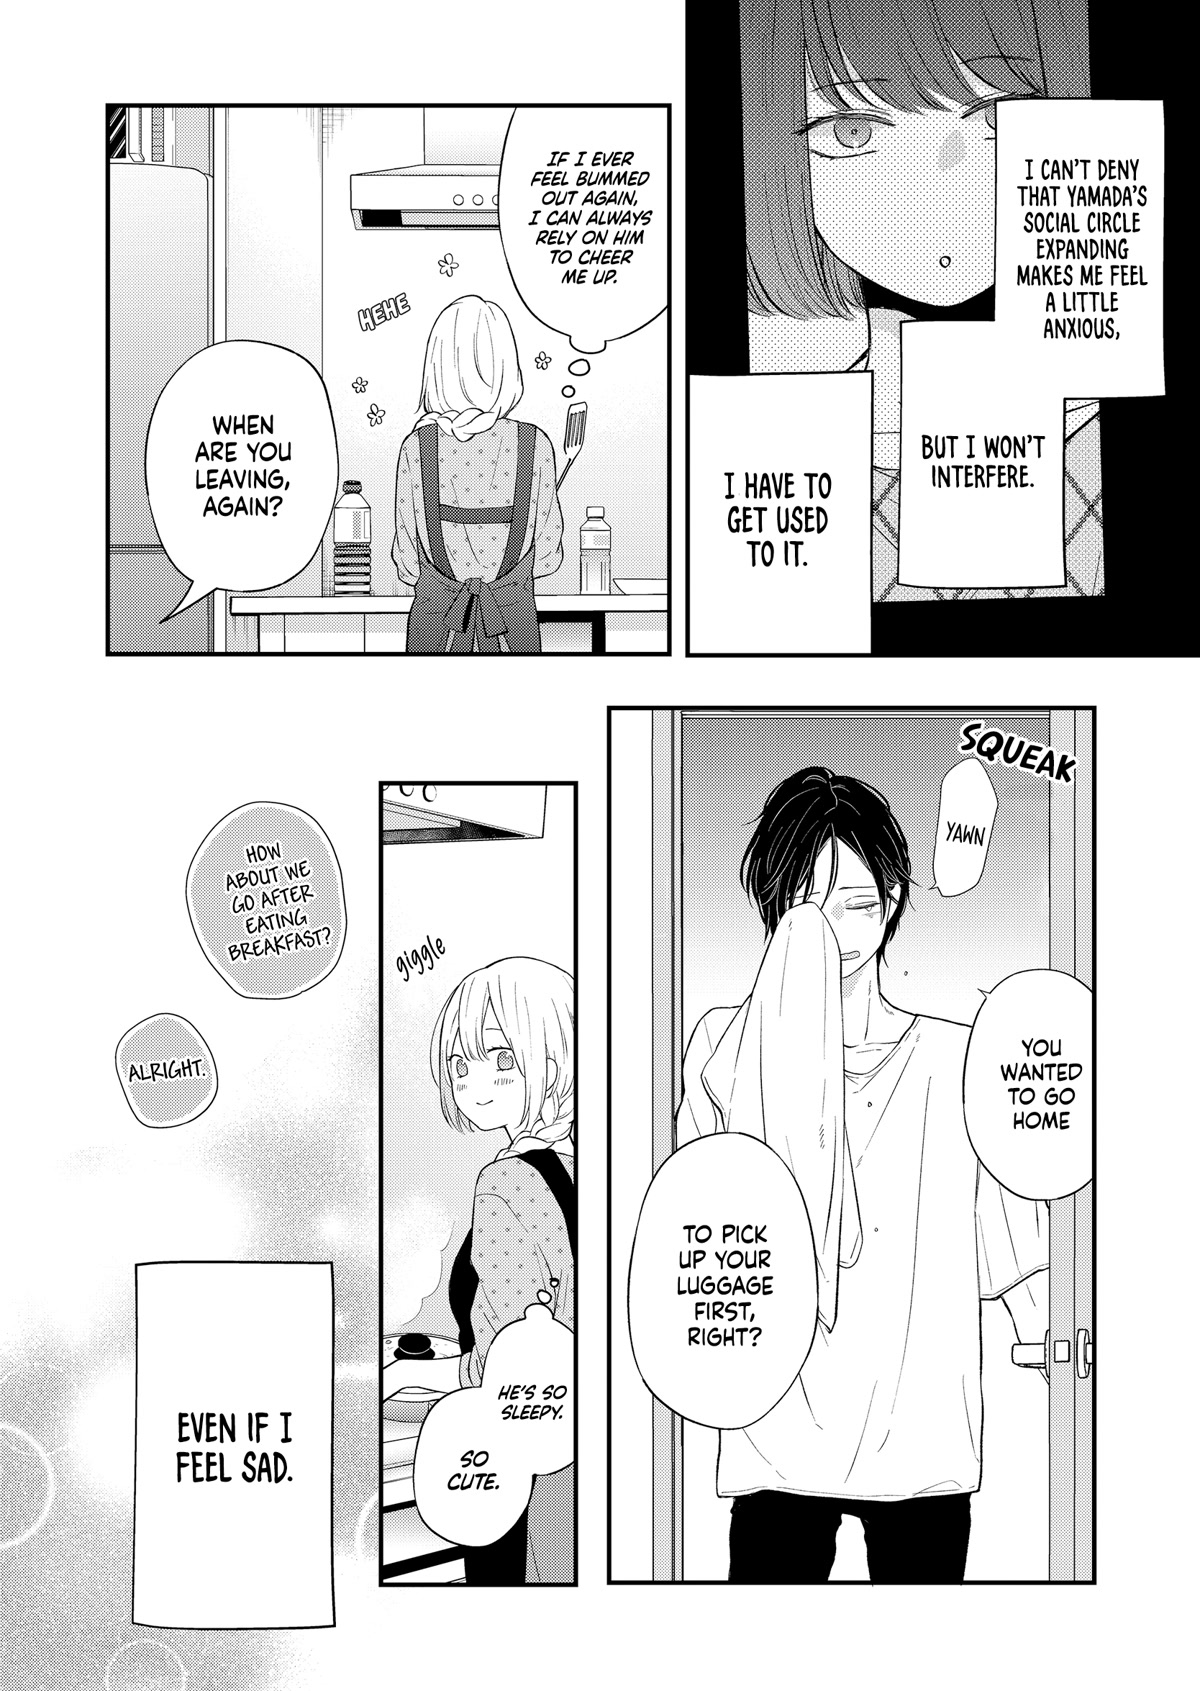 I CAN'T DENY
THAT YAMADA'S
SOCIAL CIRCLE
EXPANDING
MAKES ME FEEL
A LITTLE
ANXIOUS,
BUT I WON'T
INTERFERE.
I HAVE TO
GET USED
TO IT.
IF I EVER
FEEL BUMMED
OUT AGAIN,
I CAN ALWAYS
RELY ON HIM
TO CHEER
ME UP.
HEHE
WHEN
ARE YOU
LEAVING,
AGAIN?
SQUEAK
YAWN
YOU
WANTED
TO GO
HOME
TO PICK
UP YOUR
LUGGAGE
FIRST,
RIGHT?
giggle
HE'S SO
SLEEPY.
SO
CUTE.
HOW
ABOUT WE
GO AFTER
EATING
BREAKFAST?
ALRIGHT.
EVEN IF I
FEEL SAD.